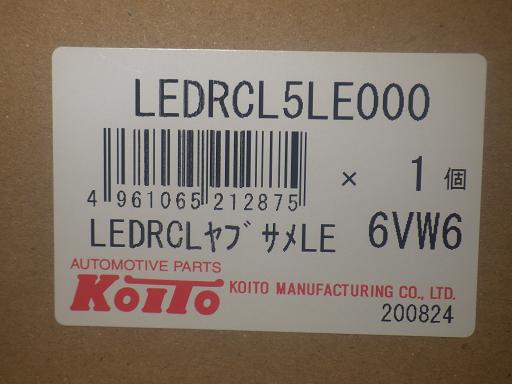 LEDRCL5LE000
4 961065 212875 × 1 個
LEDRCLﾔﾌﾞｻﾒLE 6VW6
AUTOMOTIVE PARTS
KOITO KOITO MANUFACTURING CO., LTD.
200824